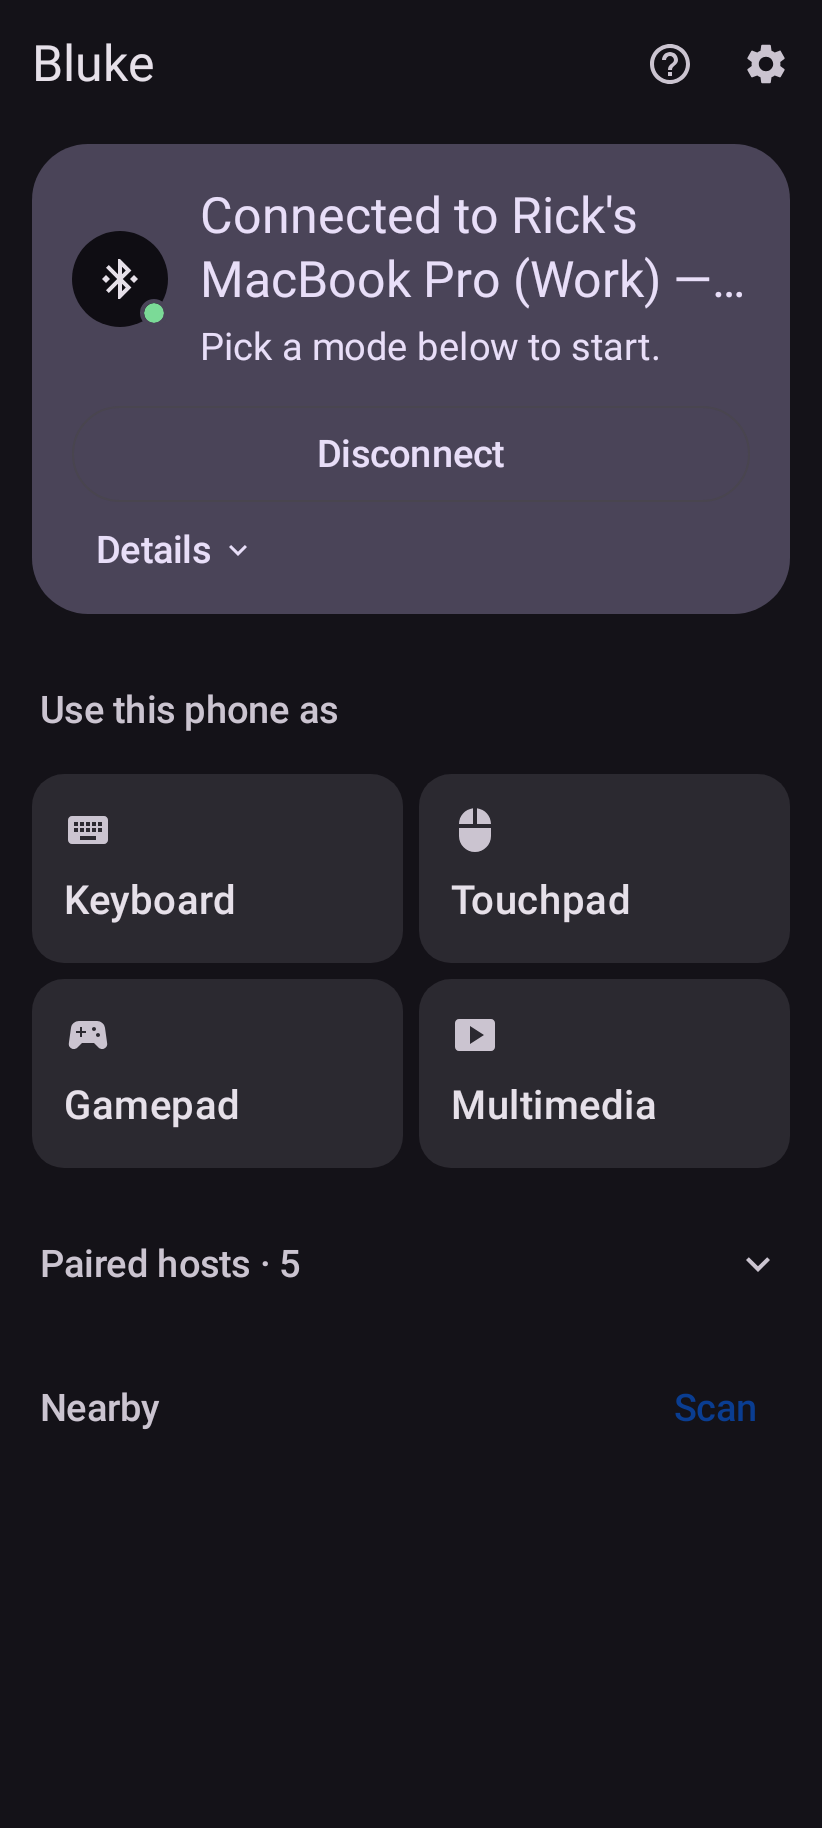 Bluke
Connected to Rick's
MacBook Pro (Work) —…
Pick a mode below to start.
Disconnect
Details
Use this phone as
Keyboard
Touchpad
Gamepad
Multimedia
Paired hosts · 5
Nearby
Scan